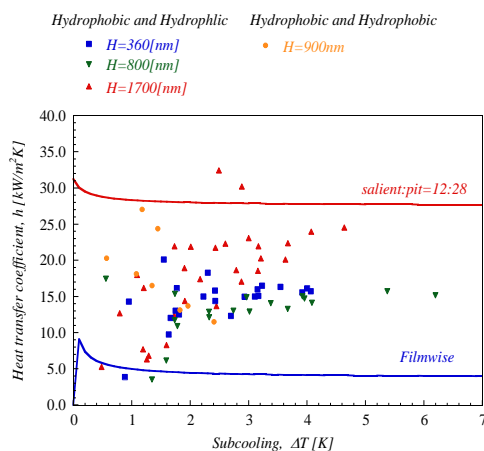 Hydrophobic and Hydrophlic Hydrophobic and Hydrophobic
H=360[nm] H=900nm
H=800[nm]
H=1700[nm]
40.0
35.0
30.0
25.0
20.0
15.0
10.0
5.0
0.0
Heat transfer coefficient, h [kW/m²K]
salient:pit=12:28
Filmwise
0 1 2 3 4 5 6 7
Subcooling, ΔT [K]